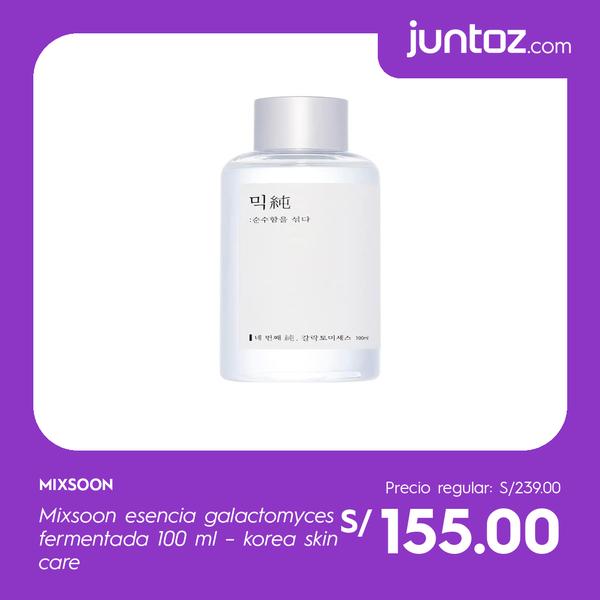 juntoz.com
믹純
:순수함을 섞다
네 번째 純, 갈락토미세스 100ml
MIXSOON
Precio regular: S/239.00
Mixsoon esencia galactomyces
fermentada 100 ml - korea skin
care
S/155.00